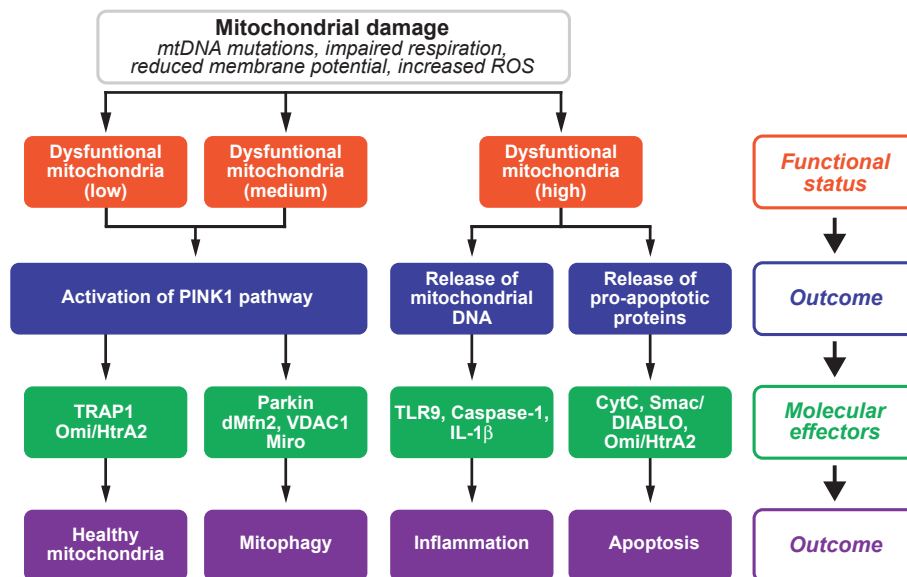 Mitochondrial damage
mtDNA mutations, impaired respiration,
reduced membrane potential, increased ROS
Dysfuntional
mitochondria
(low)
Dysfuntional
mitochondria
(medium)
Dysfuntional
mitochondria
(high)
Functional
status
Activation of PINK1 pathway
Release of
mitochondrial
DNA
Release of
pro-apoptotic
proteins
Outcome
TRAP1
Omi/HtrA2
Parkin
dMfn2, VDAC1
Miro
TLR9, Caspase-1,
IL-1β
CytC, Smac/
DIABLO,
Omi/HtrA2
Molecular
effectors
Healthy
mitochondria
Mitophagy
Inflammation
Apoptosis
Outcome